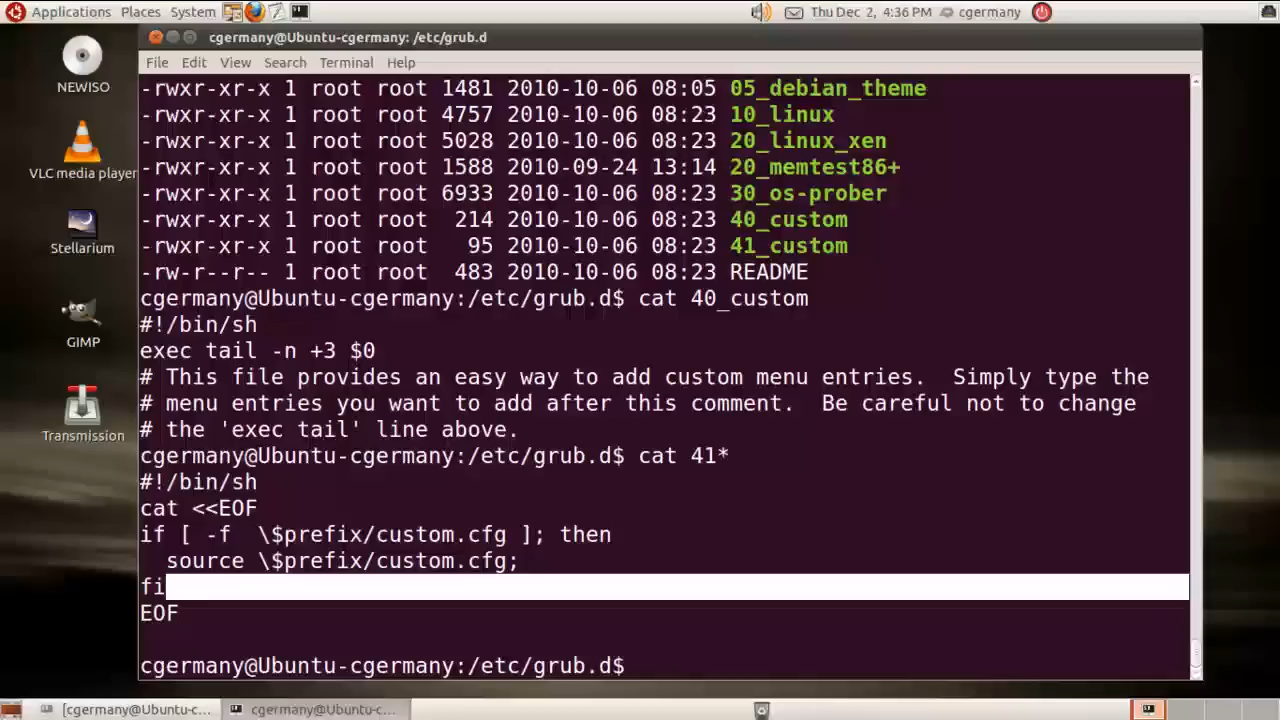 Applications Places System
Thu Dec 2, 4:36 PM cgermany
cgermany@Ubuntu-cgermany: /etc/grub.d
File Edit View Search Terminal Help
NEWISO
VLC media player
Stellarium
GIMP
Transmission
-rwxr-xr-x 1 root root 1481 2010-10-06 08:05 05_debian_theme
-rwxr-xr-x 1 root root 4757 2010-10-06 08:23 10_linux
-rwxr-xr-x 1 root root 5028 2010-10-06 08:23 20_linux_xen
-rwxr-xr-x 1 root root 1588 2010-09-24 13:14 20_memtest86+
-rwxr-xr-x 1 root root 6933 2010-10-06 08:23 30_os-prober
-rwxr-xr-x 1 root root  214 2010-10-06 08:23 40_custom
-rwxr-xr-x 1 root root   95 2010-10-06 08:23 41_custom
-rw-r--r-- 1 root root  483 2010-10-06 08:23 README
cgermany@Ubuntu-cgermany:/etc/grub.d$ cat 40_custom
#!/bin/sh
exec tail -n +3 $0
# This file provides an easy way to add custom menu entries.  Simply type the
# menu entries you want to add after this comment.  Be careful not to change
# the 'exec tail' line above.
cgermany@Ubuntu-cgermany:/etc/grub.d$ cat 41*
#!/bin/sh
cat <<EOF
if [ -f  \$prefix/custom.cfg ]; then
  source \$prefix/custom.cfg;
fi
EOF
cgermany@Ubuntu-cgermany:/etc/grub.d$
[cgermany@Ubuntu-c... cgermany@Ubuntu-c...